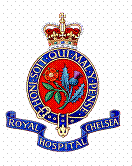 HONI·SOIT·QUI·MAL·Y·PENSE
ROYAL HOSPITAL CHELSEA